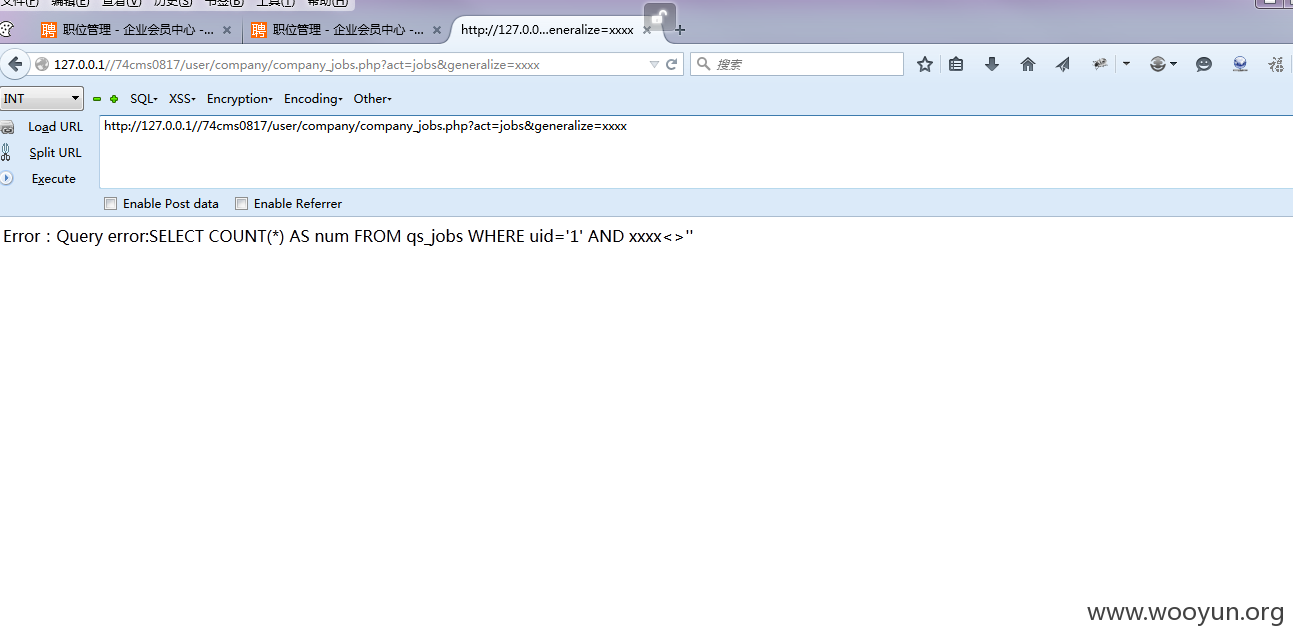 文件(F) 编辑(E) 查看(V) 历史(S) 书签(B) 工具(T) 帮助(H)
聘 职位管理 - 企业会员中心 -... × 聘 职位管理 - 企业会员中心 -... × http://127.0.0...eneralize=xxxx × +
127.0.0.1//74cms0817/user/company/company_jobs.php?act=jobs&generalize=xxxx 搜索
INT SQL XSS Encryption Encoding Other
Load URL http://127.0.0.1//74cms0817/user/company/company_jobs.php?act=jobs&generalize=xxxx
Split URL
Execute
Enable Post data Enable Referrer
Error：Query error:SELECT COUNT(*) AS num FROM qs_jobs WHERE uid='1' AND xxxx<>''
www.wooyun.org